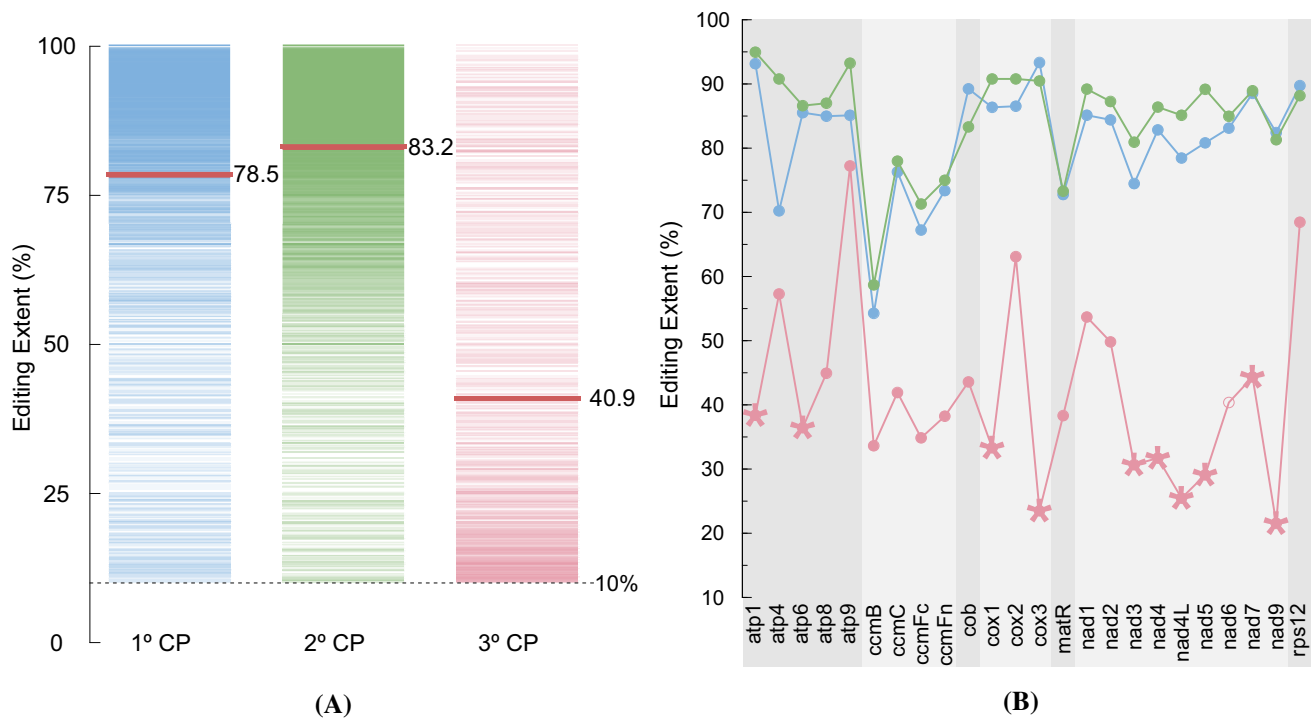 100
75
50
25
0
Editing Extent (%)
78.5
83.2
40.9
10%
1º CP
2º CP
3º CP
(A)
100
90
80
70
60
50
40
30
20
10
Editing Extent (%)
atp1
atp4
atp6
atp8
atp9
ccmB
ccmC
ccmFc
ccmFn
cob
cox1
cox2
cox3
matR
nad1
nad2
nad3
nad4
nad4L
nad5
nad6
nad7
nad9
rps12
(B)